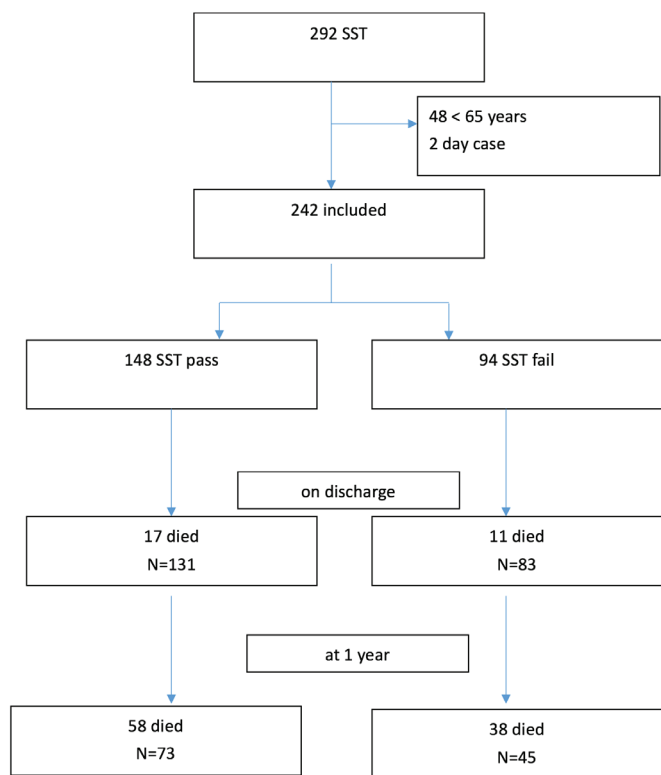 292 SST
48 < 65 years
2 day case
242 included
148 SST pass
94 SST fail
on discharge
17 died
N=131
11 died
N=83
at 1 year
58 died
N=73
38 died
N=45